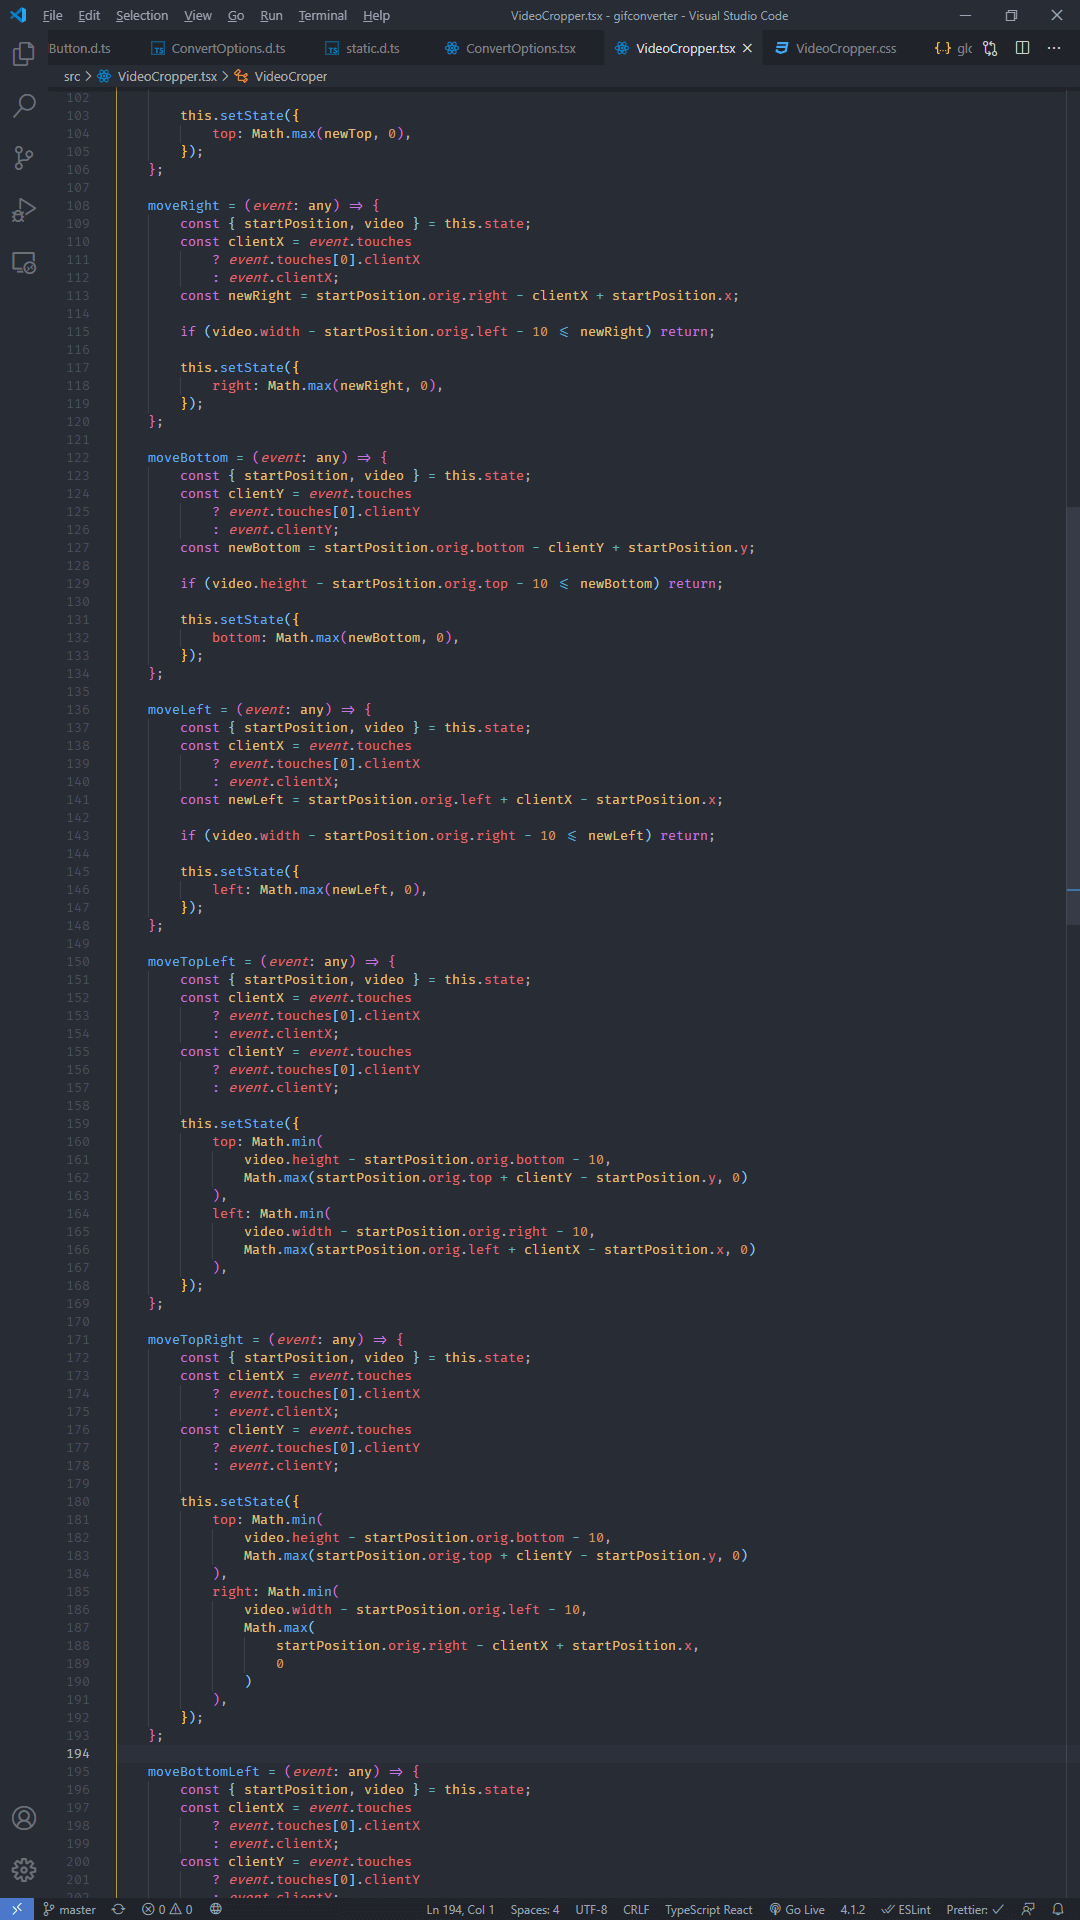 File Edit Selection View Go Run Terminal Help VideoCropper.tsx - gifconverter - Visual Studio Code
Button.d.ts TS ConvertOptions.d.ts TS static.d.ts ConvertOptions.tsx VideoCropper.tsx VideoCropper.css {..} glc
src > VideoCropper.tsx > VideoCroper
102
103 this.setState({
104 top: Math.max(newTop, 0),
105 });
106 };
107
108 moveRight = (event: any) => {
109 const { startPosition, video } = this.state;
110 const clientX = event.touches
111 ? event.touches[0].clientX
112 : event.clientX;
113 const newRight = startPosition.orig.right - clientX + startPosition.x;
114
115 if (video.width - startPosition.orig.left - 10 <= newRight) return;
116
117 this.setState({
118 right: Math.max(newRight, 0),
119 });
120 };
121
122 moveBottom = (event: any) => {
123 const { startPosition, video } = this.state;
124 const clientY = event.touches
125 ? event.touches[0].clientY
126 : event.clientY;
127 const newBottom = startPosition.orig.bottom - clientY + startPosition.y;
128
129 if (video.height - startPosition.orig.top - 10 <= newBottom) return;
130
131 this.setState({
132 bottom: Math.max(newBottom, 0),
133 });
134 };
135
136 moveLeft = (event: any) => {
137 const { startPosition, video } = this.state;
138 const clientX = event.touches
139 ? event.touches[0].clientX
140 : event.clientX;
141 const newLeft = startPosition.orig.left + clientX - startPosition.x;
142
143 if (video.width - startPosition.orig.right - 10 <= newLeft) return;
144
145 this.setState({
146 left: Math.max(newLeft, 0),
147 });
148 };
149
150 moveTopLeft = (event: any) => {
151 const { startPosition, video } = this.state;
152 const clientX = event.touches
153 ? event.touches[0].clientX
154 : event.clientX;
155 const clientY = event.touches
156 ? event.touches[0].clientY
157 : event.clientY;
158
159 this.setState({
160 top: Math.min(
161 video.height - startPosition.orig.bottom - 10,
162 Math.max(startPosition.orig.top + clientY - startPosition.y, 0)
163 ),
164 left: Math.min(
165 video.width - startPosition.orig.right - 10,
166 Math.max(startPosition.orig.left + clientX - startPosition.x, 0)
167 ),
168 });
169 };
170
171 moveTopRight = (event: any) => {
172 const { startPosition, video } = this.state;
173 const clientX = event.touches
174 ? event.touches[0].clientX
175 : event.clientX;
176 const clientY = event.touches
177 ? event.touches[0].clientY
178 : event.clientY;
179
180 this.setState({
181 top: Math.min(
182 video.height - startPosition.orig.bottom - 10,
183 Math.max(startPosition.orig.top + clientY - startPosition.y, 0)
184 ),
185 right: Math.min(
186 video.width - startPosition.orig.left - 10,
187 Math.max(
188 startPosition.orig.right - clientX + startPosition.x,
189 0
190 )
191 ),
192 });
193 };
194
195 moveBottomLeft = (event: any) => {
196 const { startPosition, video } = this.state;
197 const clientX = event.touches
198 ? event.touches[0].clientX
199 : event.clientX;
200 const clientY = event.touches
201 ? event.touches[0].clientY
202 : event.clientY;
master 0 0 Ln 194, Col 1 Spaces: 4 UTF-8 CRLF TypeScript React Go Live 4.1.2 ESLint Prettier: ✓